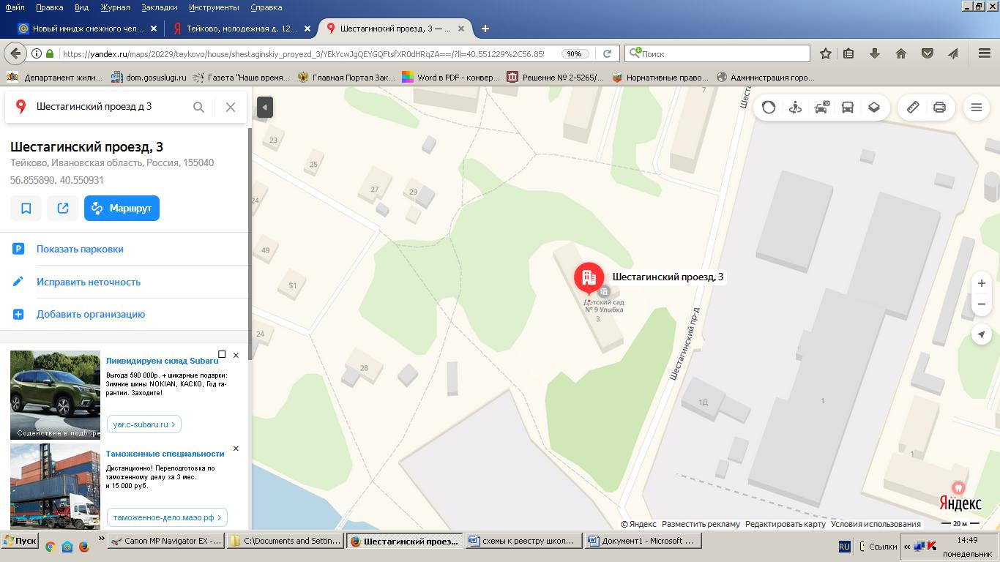 Файл Правка Вид Журнал Закладки Инструменты Справка
Новый имидж снежного чел... Тейково, молодежная д. 12... Шестагинский проезд, 3 — ...
https://yandex.ru/maps/20229/teykovo/house/shestaginskiy_proyezd_3/YEkYcwJgQEYGQFtsfXR0dHRqZA==/?ll=40.551229%2C56.85! 90% Поиск
Департамент жили... dom.gosuslugi.ru Газета "Наше время... Главная Портал Зак... Word в PDF - конвер... Решение № 2-5265/... Нормативные право... Администрация горо...
Шестагинский проезд д 3
Шестагинский проезд, 3
Тейково, Ивановская область, Россия, 155040
56.855890, 40.550931
Маршрут
Показать парковки
Исправить неточность
Добавить организацию
Ликвидируем склад Subaru
Выгода 590 000р. + шикарные подарки:
Зимние шины NOKIAN, КАСКО, Год га-
рантии. Заходите!
yar.c-subaru.ru
Содействие в подборе
Таможенные специальности
Дистанционно! Переподготовка по
таможенному делу за 3 мес.
и 15 000 руб.
таможенное-дело.мазо.рф
7
Шеста
23
25
27
29
24
49
51
24
28
Шестагинский проезд, 3
Детский сад
№ 9 Улыбка
3
Шестагинский пр-д
1Д
1
1
Яндекс
© Яндекс Разместить рекламу Редактировать карту Условия использования 20 м
Пуск Canon MP Navigator EX -... C:\Documents and Settin... Шестагинский проез... схемы к реестру школ... Документ1 - Microsoft ... RU Ссылки 14:49
понедельник